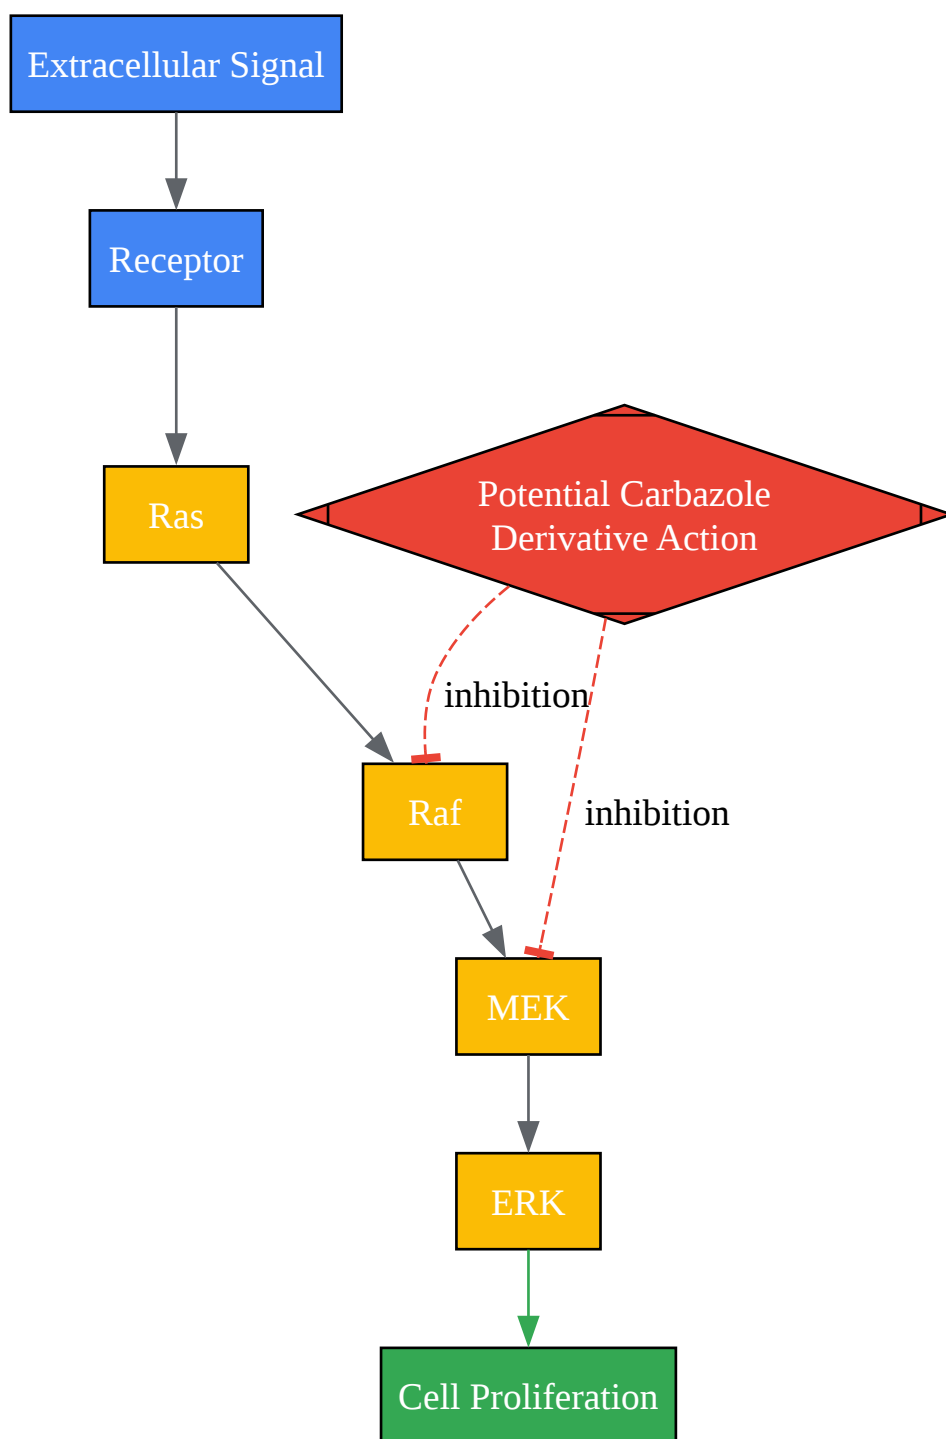 Extracellular Signal
Receptor
Ras
Potential Carbazole
Derivative Action
inhibition
Raf
inhibition
MEK
ERK
Cell Proliferation